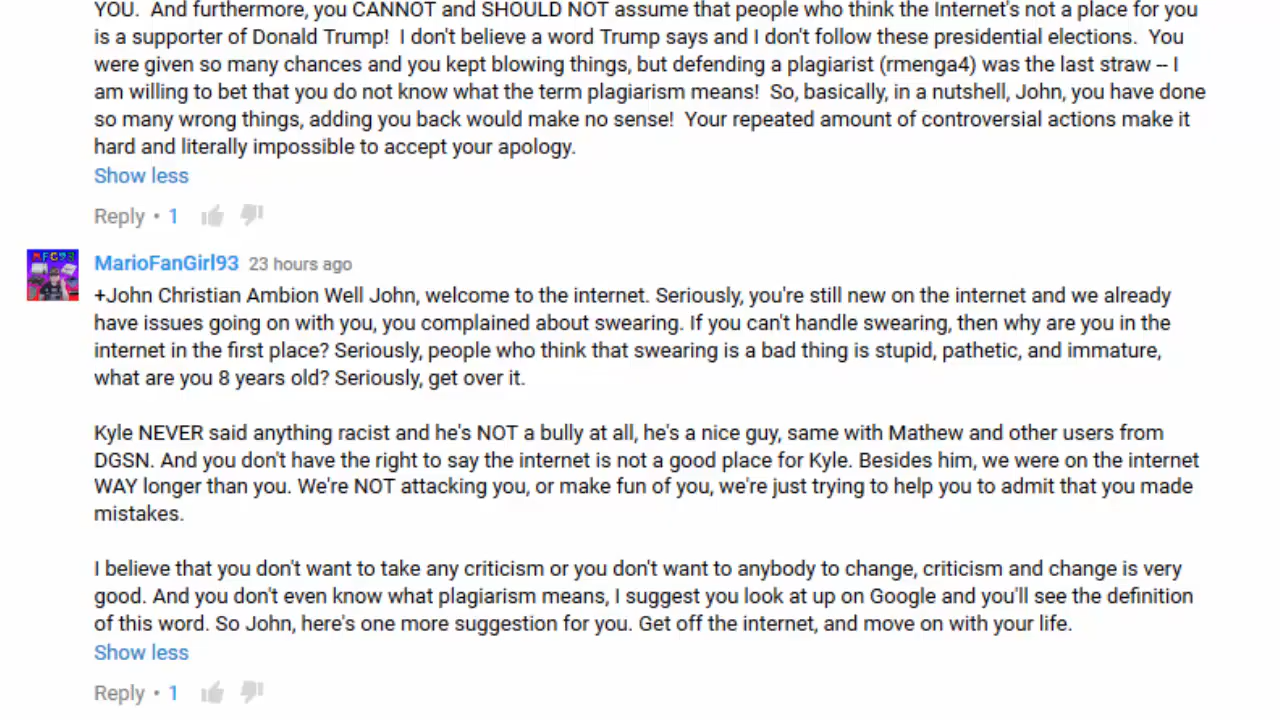 YOU. And furthermore, you CANNOT and SHOULD NOT assume that people who think the Internet's not a place for you
is a supporter of Donald Trump! I don't believe a word Trump says and I don't follow these presidential elections. You
were given so many chances and you kept blowing things, but defending a plagiarist (rmenga4) was the last straw -- I
am willing to bet that you do not know what the term plagiarism means! So, basically, in a nutshell, John, you have done
so many wrong things, adding you back would make no sense! Your repeated amount of controversial actions make it
hard and literally impossible to accept your apology.
Show less
Reply • 1
MFG93
MarioFanGirl93 23 hours ago
+John Christian Ambion Well John, welcome to the internet. Seriously, you're still new on the internet and we already
have issues going on with you, you complained about swearing. If you can't handle swearing, then why are you in the
internet in the first place? Seriously, people who think that swearing is a bad thing is stupid, pathetic, and immature,
what are you 8 years old? Seriously, get over it.
Kyle NEVER said anything racist and he's NOT a bully at all, he's a nice guy, same with Mathew and other users from
DGSN. And you don't have the right to say the internet is not a good place for Kyle. Besides him, we were on the internet
WAY longer than you. We're NOT attacking you, or make fun of you, we're just trying to help you to admit that you made
mistakes.
I believe that you don't want to take any criticism or you don't want to anybody to change, criticism and change is very
good. And you don't even know what plagiarism means, I suggest you look at up on Google and you'll see the definition
of this word. So John, here's one more suggestion for you. Get off the internet, and move on with your life.
Show less
Reply • 1